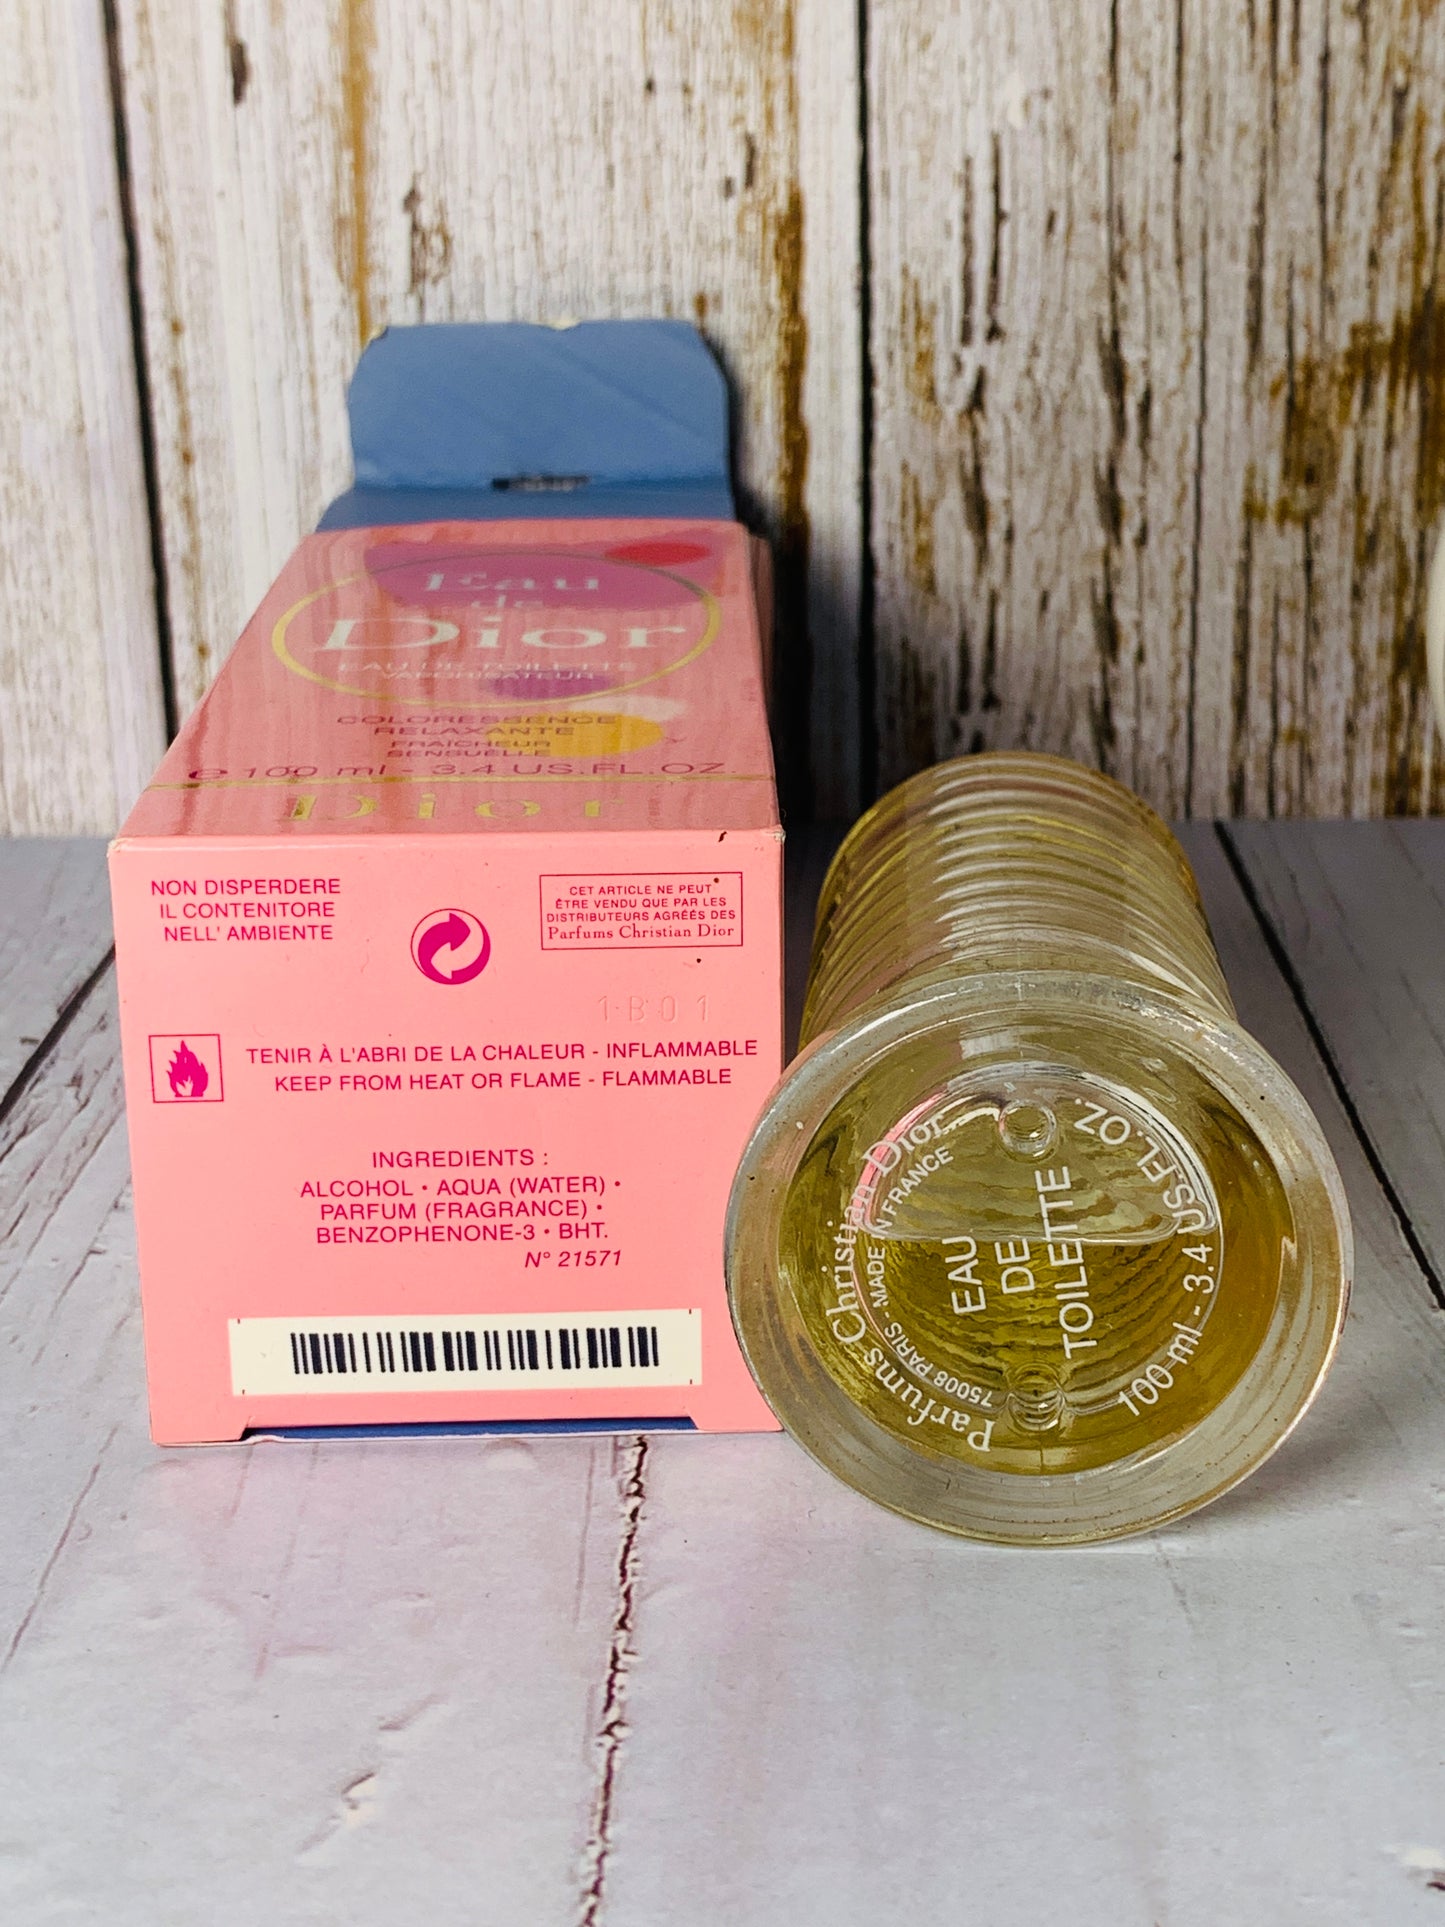 Eau
de
Dior
EAU DE TOILETTE
VAPORISATEUR
COLORESSENCE
RELAXANTE
FRAÎCHEUR
SENSUELLE
e 100 ml - 3.4 US.FL.OZ.
Dior
NON DISPERDERE
IL CONTENITORE
NELL' AMBIENTE
CET ARTICLE NE PEUT
ÊTRE VENDU QUE PAR LES
DISTRIBUTEURS AGRÉÉS DES
Parfums Christian Dior
1B01
TENIR À L'ABRI DE LA CHALEUR - INFLAMMABLE
KEEP FROM HEAT OR FLAME - FLAMMABLE
INGREDIENTS :
ALCOHOL • AQUA (WATER) •
PARFUM (FRAGRANCE) •
BENZOPHENONE-3 • BHT.
N° 21571
Parfums Christian Dior
75008 PARIS - MADE IN FRANCE
EAU
DE
TOILETTE
100 ml - 3.4 US.FL.OZ.